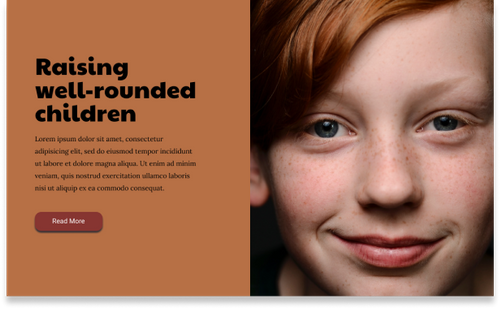 Raising
well-rounded
children
Lorem ipsum dolor sit amet, consectetur
adipisicing elit, sed do eiusmod tempor incididunt
ut labore et dolore magna aliqua. Ut enim ad minim
veniam, quis nostrud exercitation ullamco laboris
nisi ut aliquip ex ea commodo consequat.
Read More